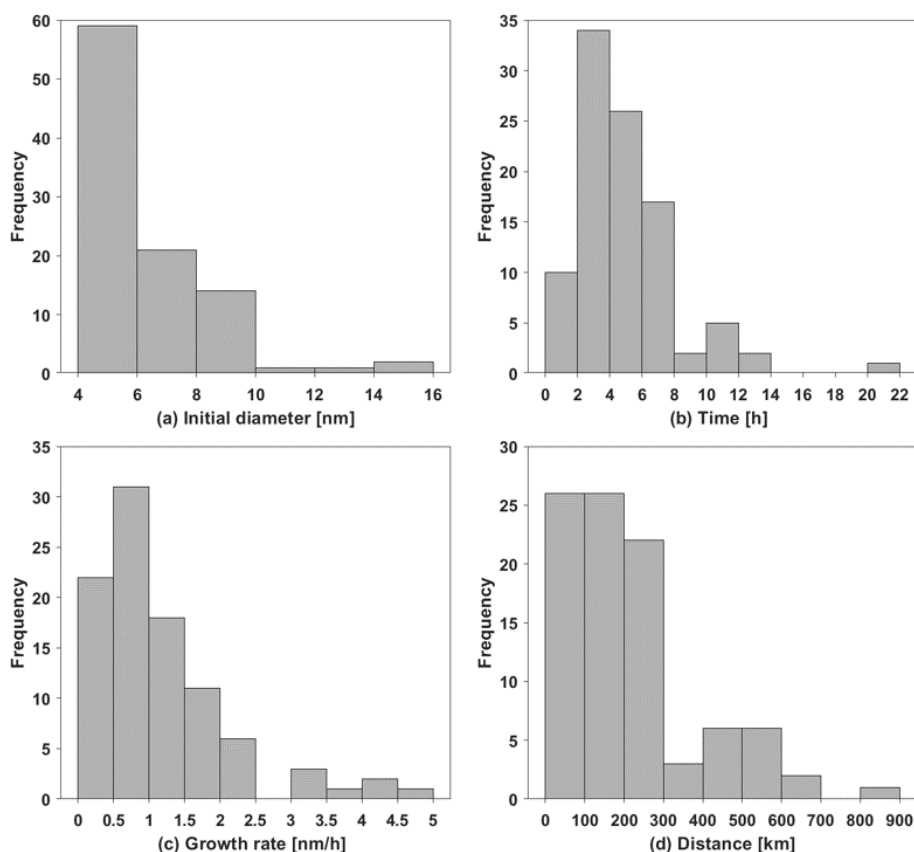 60
50
40
30
20
10
0
Frequency
4 6 8 10 12 14 16
(a) Initial diameter [nm]
35
30
25
20
15
10
5
0
Frequency
0 2 4 6 8 10 12 14 16 18 20 22
(b) Time [h]
35
30
25
20
15
10
5
0
Frequency
0 0.5 1 1.5 2 2.5 3 3.5 4 4.5 5
(c) Growth rate [nm/h]
30
25
20
15
10
5
0
Frequency
0 100 200 300 400 500 600 700 800 900
(d) Distance [km]